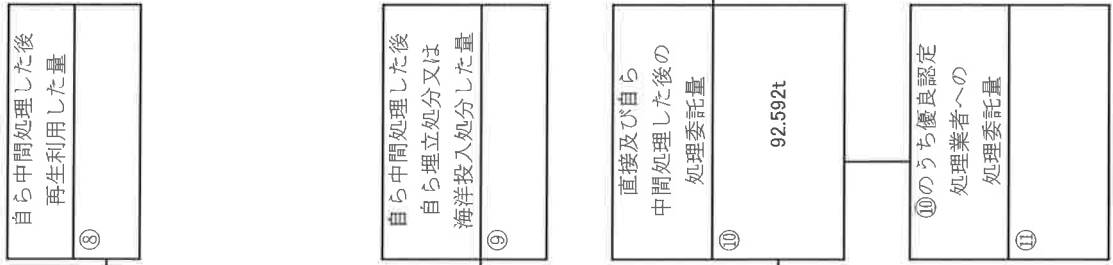 自ら中間処理した後
再生利用した量
⑧
自ら中間処理した後
自ら埋立処分又は
海洋投入処分した量
⑨
直接及び自ら
中間処理した後の
処理委託量
⑩
92.592t
⑩のうち優良認定
処理業者への
処理委託量
⑪